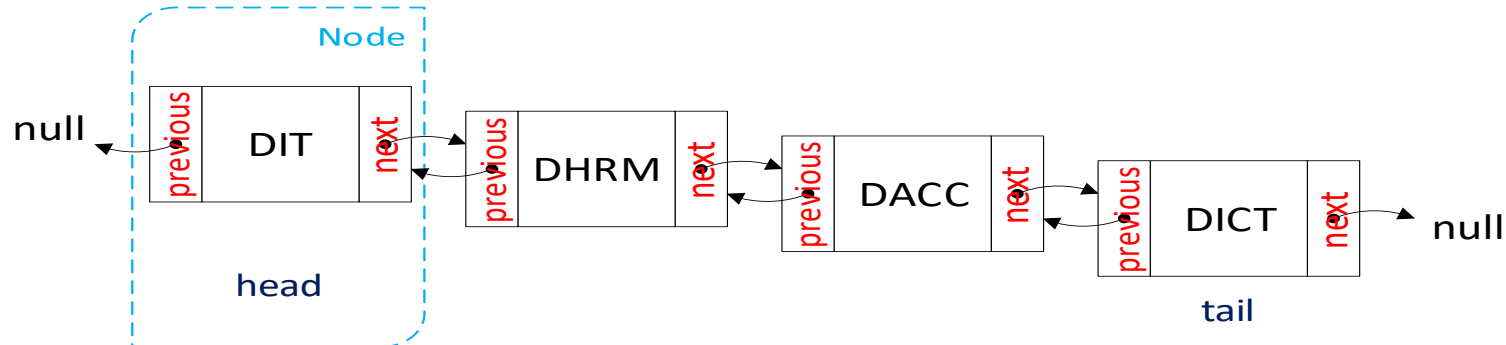 Node
null
previous
DIT
next
previous
DHRM
next
previous
DACC
next
previous
DICT
next
null
head
tail